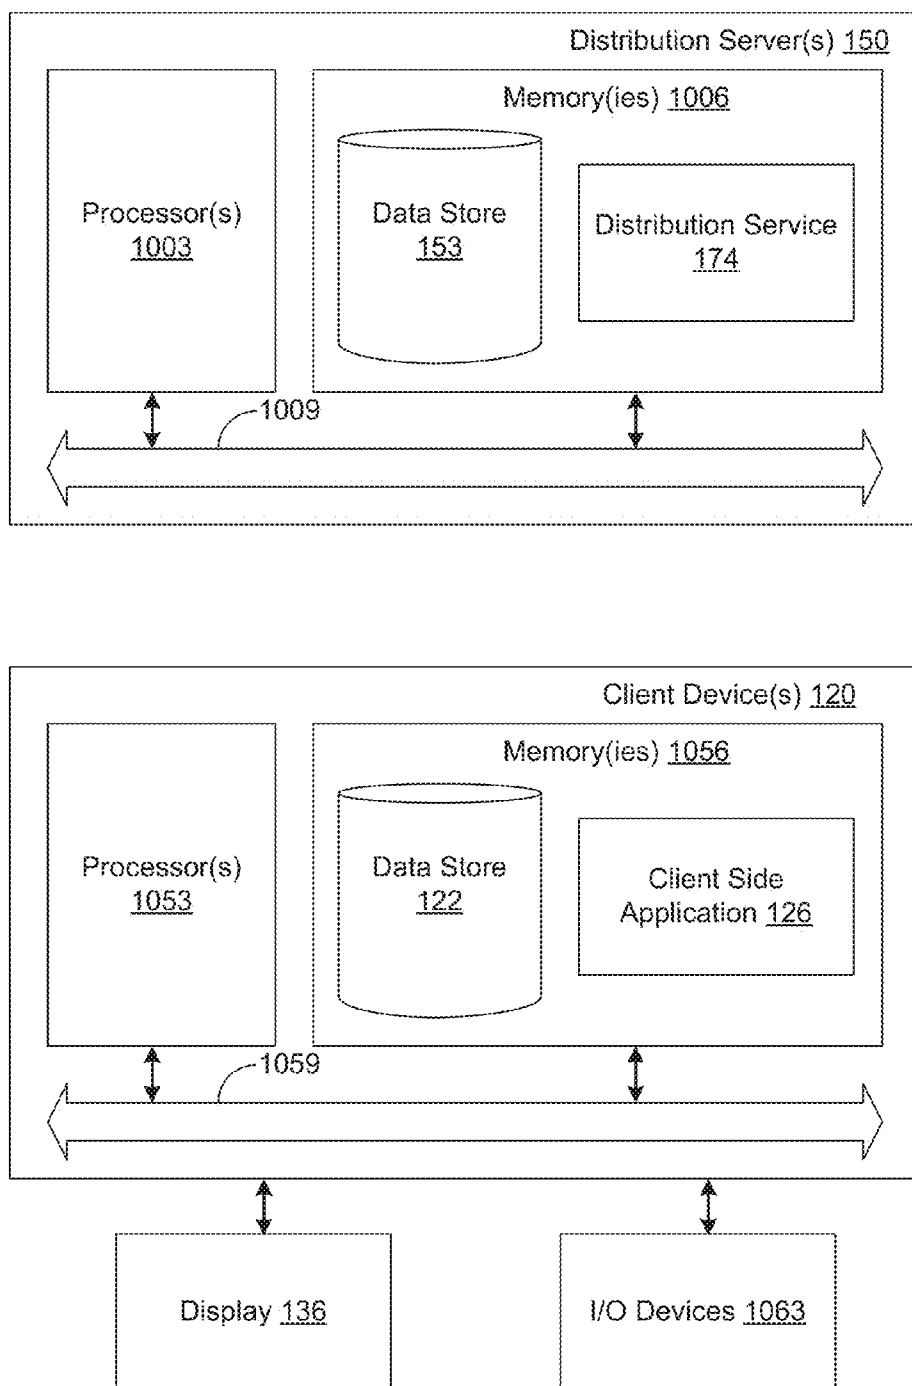 Distribution Server(s) 150
Memory(ies) 1006
Processor(s)
1003
Data Store
153
Distribution Service
174
1009
Client Device(s) 120
Memory(ies) 1056
Processor(s)
1053
Data Store
122
Client Side
Application 126
1059
Display 136
I/O Devices 1063